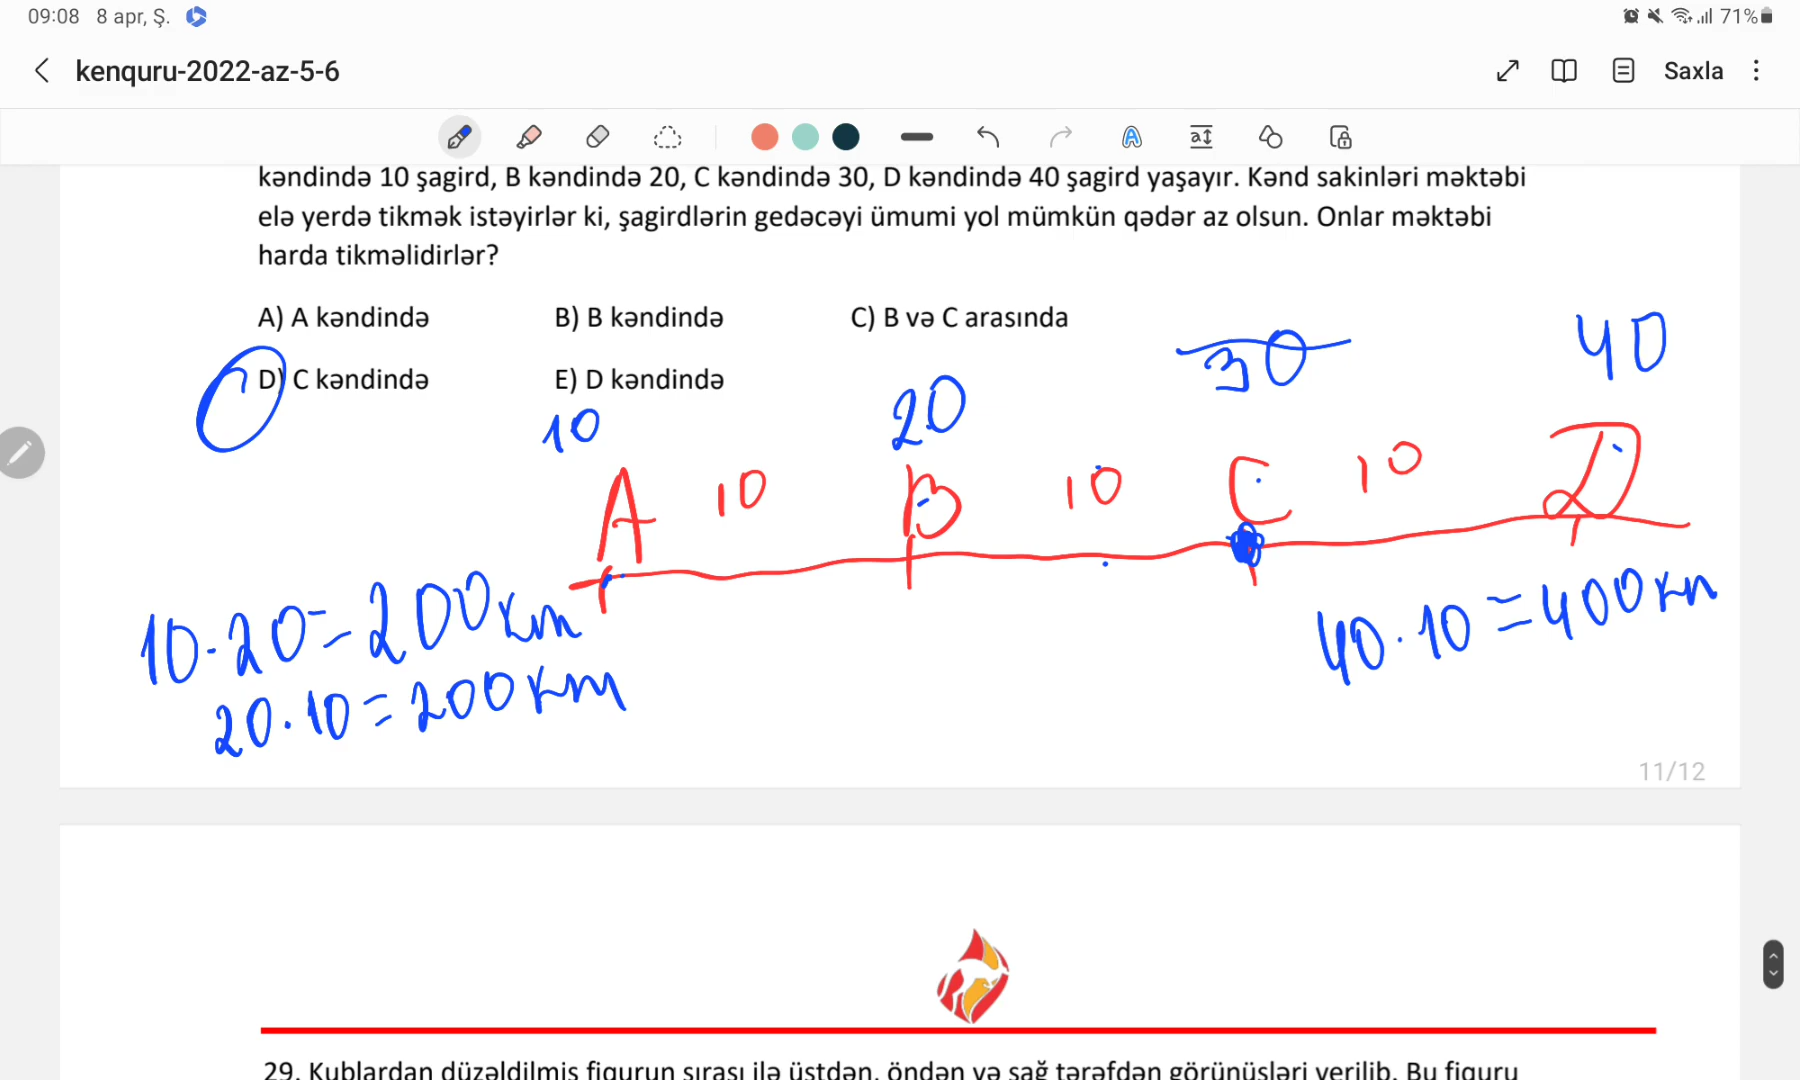 09:08 8 apr, Ş. 71%
kenquru-2022-az-5-6 Saxla
kəndində 10 şagird, B kəndində 20, C kəndində 30, D kəndində 40 şagird yaşayır. Kənd sakinləri məktəbi
elə yerdə tikmək istəyirlər ki, şagirdlərin gedəcəyi ümumi yol mümkün qədər az olsun. Onlar məktəbi
harda tikməlidirlər?
A) A kəndində B) B kəndində C) B və C arasında
D) C kəndində E) D kəndində
10 20 30 40
A 10 B 10 C 10 D
10·20=200km
20·10=200km
40·10=400km
11/12
29. Kublardan düzəldilmiş fiqurun sırası ilə üstdən, öndən və sağ tərəfdən görünüşləri verilib. Bu fiquru